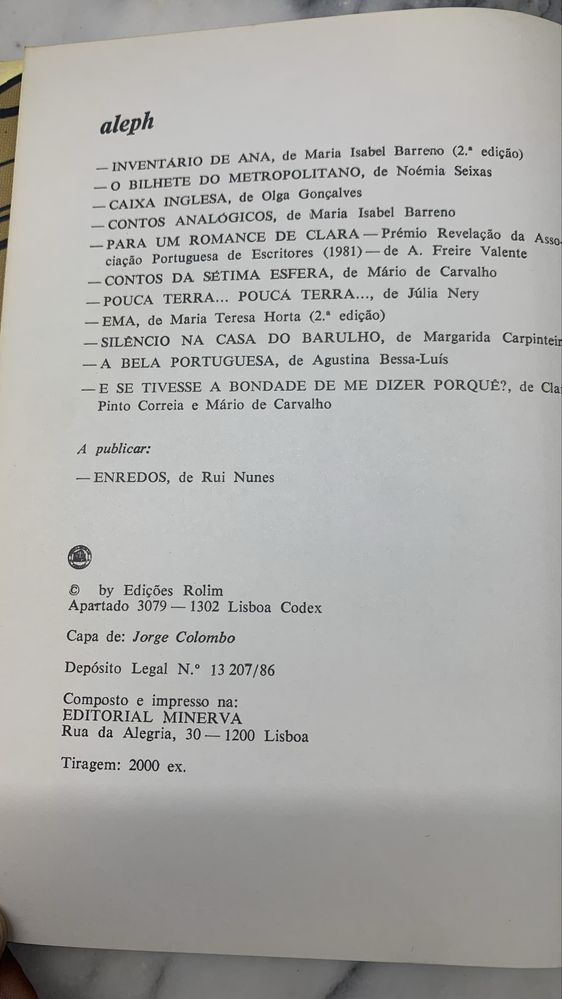 aleph
— INVENTÁRIO DE ANA, de Maria Isabel Barreno (2.ª edição)
— O BILHETE DO METROPOLITANO, de Noémia Seixas
— CAIXA INGLESA, de Olga Gonçalves
— CONTOS ANALÓGICOS, de Maria Isabel Barreno
— PARA UM ROMANCE DE CLARA — Prémio Revelação da Asso-
ciação Portuguesa de Escritores (1981) — de A. Freire Valente
— CONTOS DA SÉTIMA ESFERA, de Mário de Carvalho
— POUCA TERRA... POUCÁ TERRA..., de Júlia Nery
— EMA, de Maria Teresa Horta (2.ª edição)
— SILÊNCIO NA CASA DO BARULHO, de Margarida Carpinteir
— A BELA PORTUGUESA, de Agustina Bessa-Luís
— E SE TIVESSE A BONDADE DE ME DIZER PORQUÊ?, de Cla
Pinto Correia e Mário de Carvalho
A publicar:
— ENREDOS, de Rui Nunes
© by Edições Rolim
Apartado 3079 — 1302 Lisboa Codex
Capa de: Jorge Colombo
Depósito Legal N.º 13 207/86
Composto e impresso na:
EDITORIAL MINERVA
Rua da Alegria, 30 — 1200 Lisboa
Tiragem: 2000 ex.